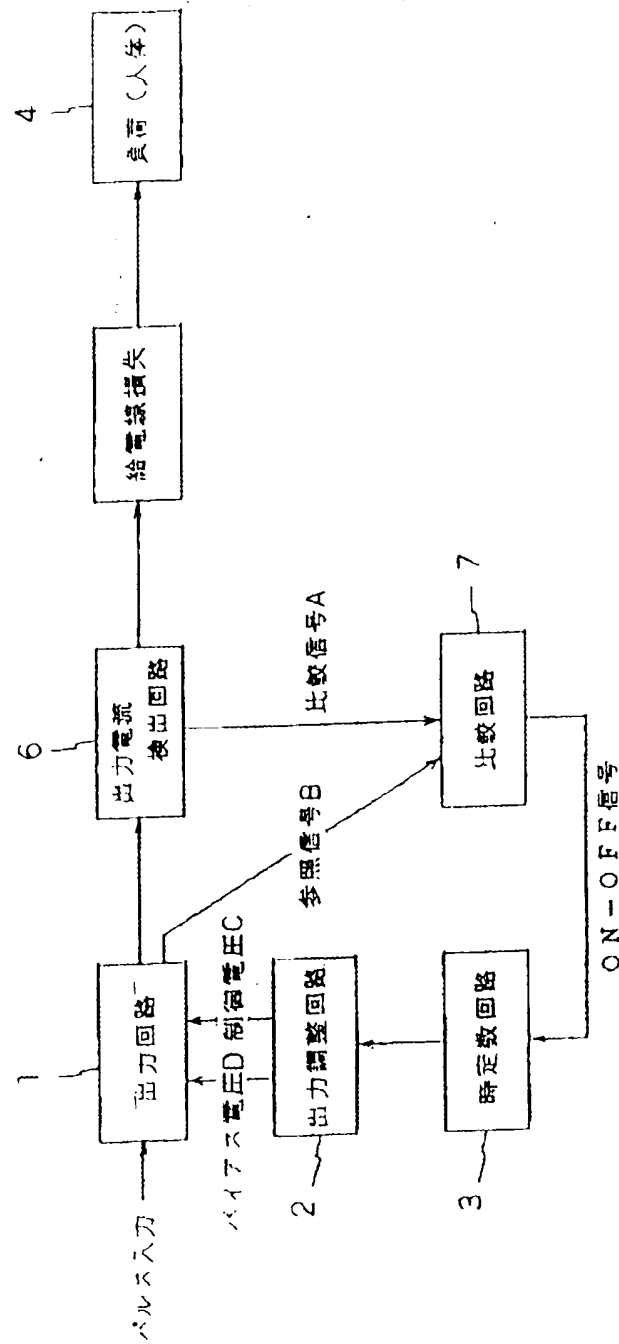 パルス入力
1
出力回路
6
出力電流
検出回路
給電線損失
4
負荷(人体)
バイアス電圧D
制御電圧C
参照信号B
比較信号A
2
出力調整回路
3
時定数回路
7
比較回路
ON-OFF信号